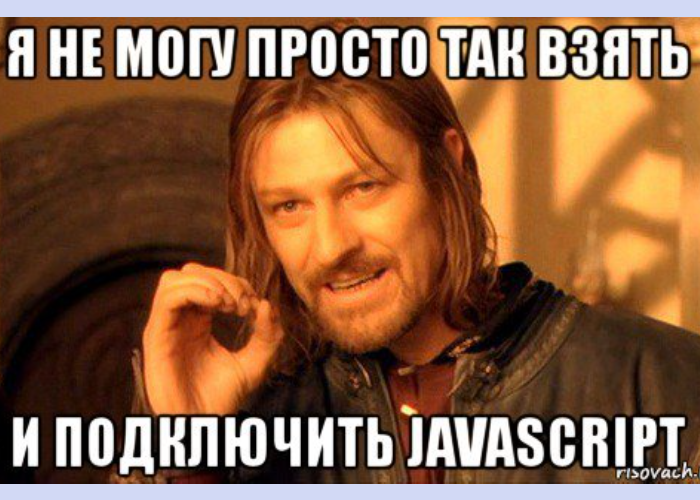 Я НЕ МОГУ ПРОСТО ТАК ВЗЯТЬ
И ПОДКЛЮЧИТЬ JAVASCRIPT
risovach.